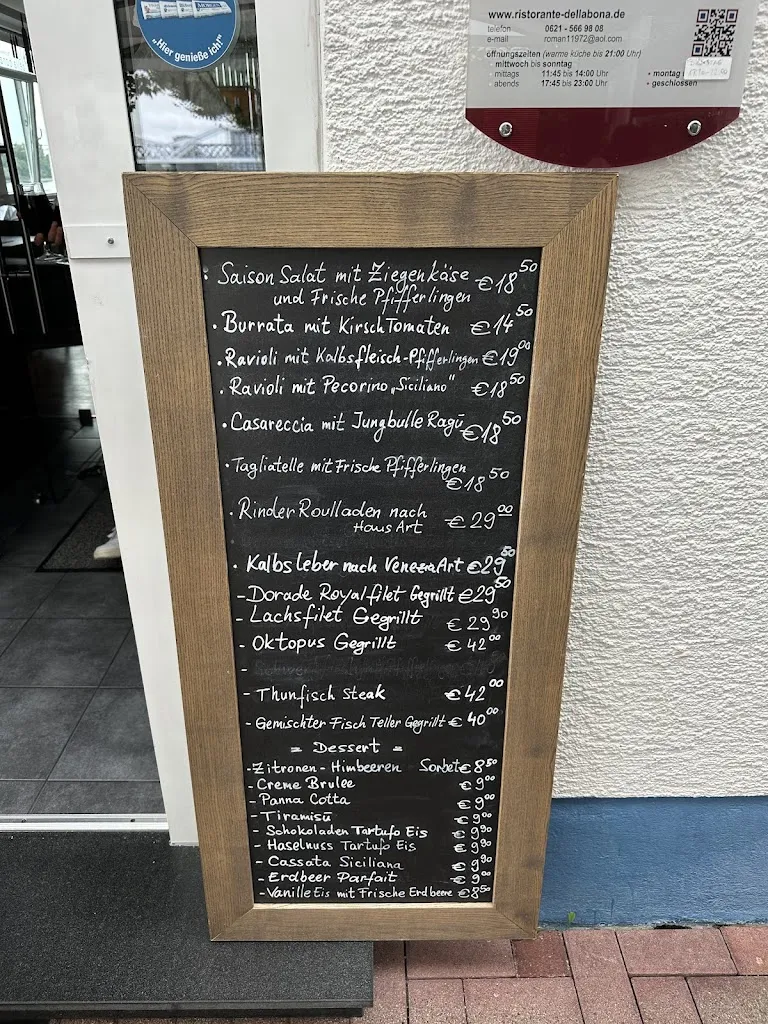 „Hier genieße ich!"
www.ristorante-dellabona.de
telefon 0621 - 566 98 08
e-mail roman11972@aol.com
öffnungszeiten (warme küche bis 21:00 Uhr)
• mittwoch bis sonntag
• mittags 11:45 bis 14:00 Uhr • montag
• abends 17:45 bis 23:00 Uhr • geschlossen
• Saison Salat mit Ziegenkäse €18 50
und Frische Pfifferlingen
• Burrata mit Kirsch Tomaten €14 50
• Ravioli mit Kalbsfleisch-Pfifferlingen €19 00
• Ravioli mit Pecorino „Siciliano" €18 50
• Casareccia mit Jungbulle Ragū €18 50
• Tagliatelle mit Frische Pfifferlingen
€18 50
• Rinder Roulladen nach
Haus Art €29 00
• Kalbsleber nach Venezia Art €29 50
- Dorade Royalfilet Gegrillt €29 50
- Lachsfilet Gegrillt €29 90
- Oktopus Gegrillt €42 00
-
- Thunfisch Steak €42 00
- Gemischter Fisch Teller Gegrillt €40 00
= Dessert =
- Zitronen - Himbeeren Sorbet €8 50
- Creme Brulee €9 00
- Panna Cotta €9 00
- Tiramisū €9 00
- Schokoladen Tartufo Eis €9 90
- Haselnuss Tartufo Eis €9 90
- Cassata Siciliana €9 90
- Erdbeer Parfait €9 00
- Vanille Eis mit Frische Erdbeere €8 50